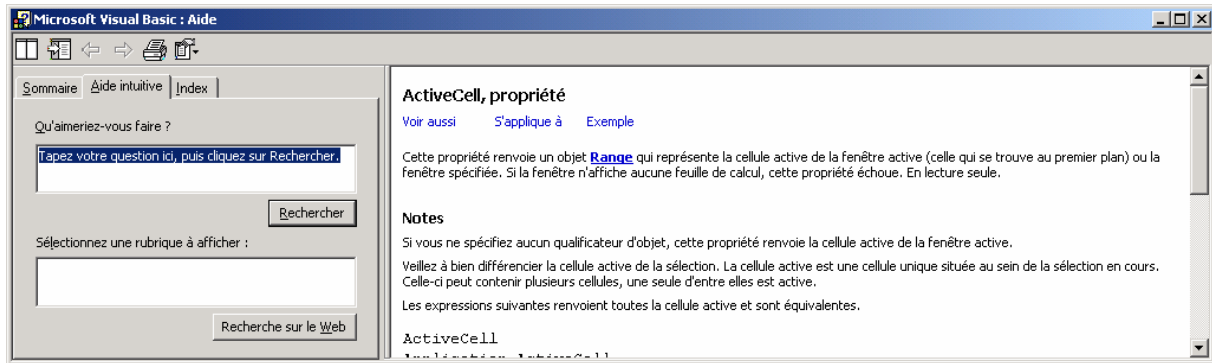 Microsoft Visual Basic : Aide
Sommaire Aide intuitive Index
Qu'aimeriez-vous faire ?
Tapez votre question ici, puis cliquez sur Rechercher.
Rechercher
Sélectionnez une rubrique à afficher :
Recherche sur le Web
ActiveCell, propriété
Voir aussi S'applique à Exemple
Cette propriété renvoie un objet Range qui représente la cellule active de la fenêtre active (celle qui se trouve au premier plan) ou la
fenêtre spécifiée. Si la fenêtre n'affiche aucune feuille de calcul, cette propriété échoue. En lecture seule.
Notes
Si vous ne spécifiez aucun qualificateur d'objet, cette propriété renvoie la cellule active de la fenêtre active.
Veillez à bien différencier la cellule active de la sélection. La cellule active est une cellule unique située au sein de la sélection en cours.
Celle-ci peut contenir plusieurs cellules, une seule d'entre elles est active.
Les expressions suivantes renvoient toutes la cellule active et sont équivalentes.
ActiveCell